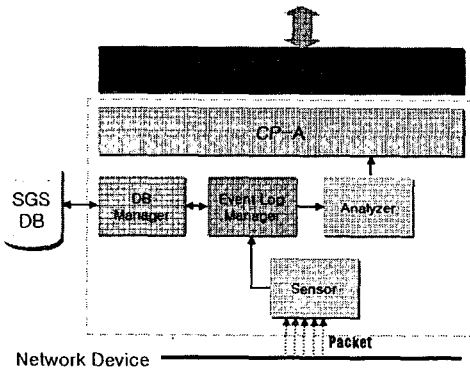 CP-A
SGS
DB
DB
Manager
Event Log
Manager
Analyzer
Sensor
Packet
Network Device